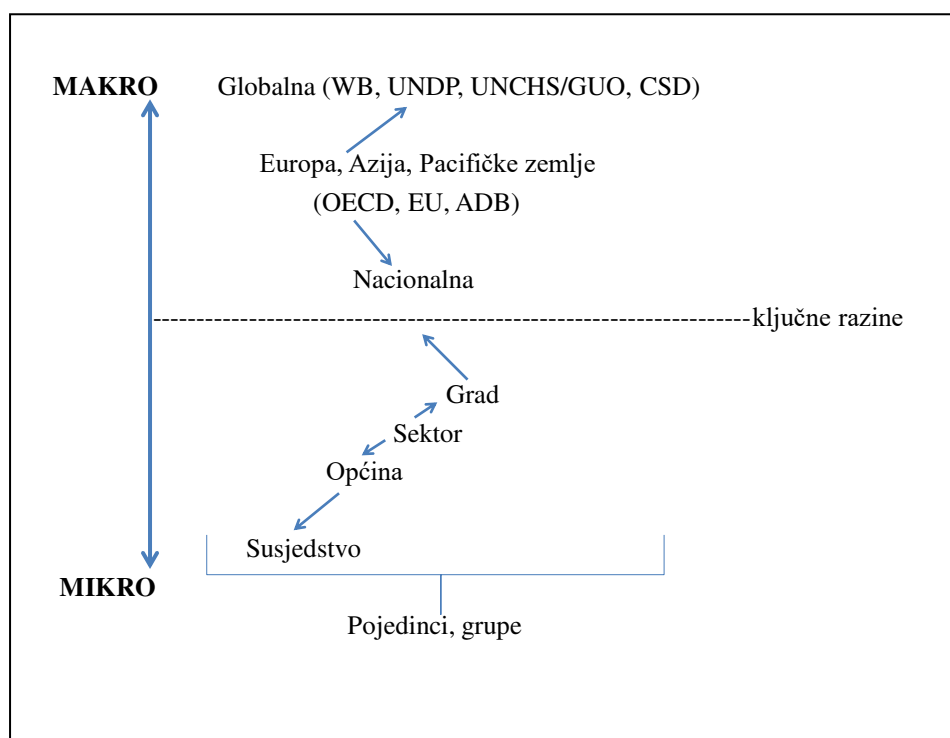 MAKRO Globalna (WB, UNDP, UNCHS/GUO, CSD)
Europa, Azija, Pacifičke zemlje
(OECD, EU, ADB)
Nacionalna
ključne razine
Grad
Sektor
Općina
Susjedstvo
MIKRO
Pojedinci, grupe